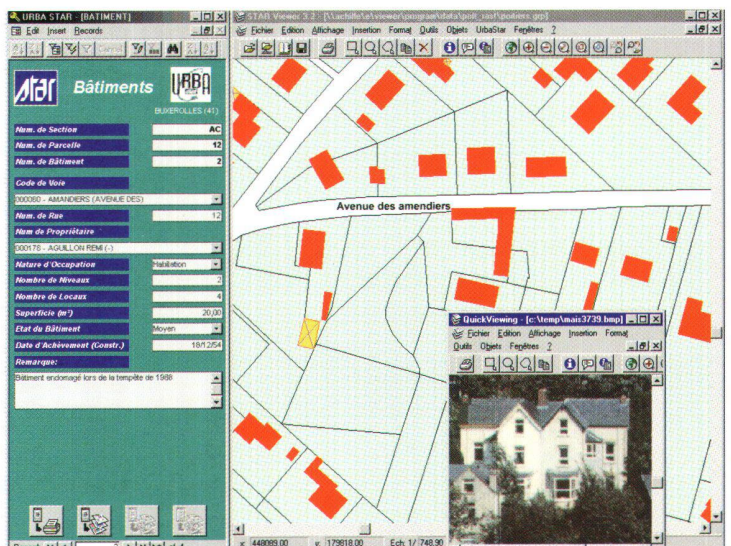 URBA STAR - [BATIMENT]
Edit Insert Records
Star
Bâtiments
URBA
BUXEROLLES (41)
Num. de Section AC
Num. de Parcelle 12
Num. de Bâtiment 2
Code de Voie
000080 - AMANDIERS (AVENUE DES)
Num. de Rue 12
Num de Propriétaire
000178 - AGUILLON REMI (-)
Nature d'Occupation Habitation
Nombre de Niveaux 2
Nombre de Locaux 4
Superficie (m²) 20,00
Etat du Bâtiment Moyen
Date d'Achèvement (Constr.) 18/12/54
Remarque:
Bâtiment endomagé lors de la tempête de 1988
STAR Viewer 3.2 -
Fichier Edition Affichage Insertion Format Outils Objets UrbaStar Fenêtres ?
Avenue des amendiers
QuickViewing - [c:\temp\mais3739.bmp]
Fichier Edition Affichage Insertion Format
Outils Objets Fenêtres ?
x 448089.00 y 179818.00 Ech: 1/ 748.90